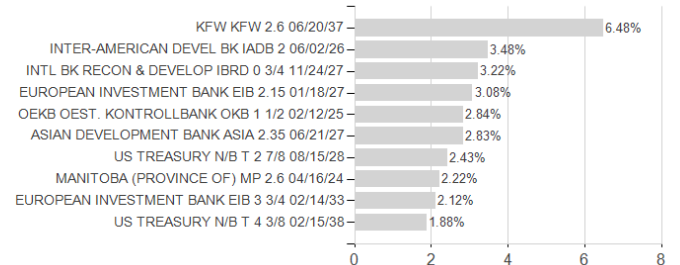 KFW KFW 2.6 06/20/37 6.48%
INTER-AMERICAN DEVEL BK IADB 2 06/02/26 3.48%
INTL BK RECON & DEVELOP IBRD 0 3/4 11/24/27 3.22%
EUROPEAN INVESTMENT BANK EIB 2.15 01/18/27 3.08%
OEKB OEST. KONTROLLBANK OKB 1 1/2 02/12/25 2.84%
ASIAN DEVELOPMENT BANK ASIA 2.35 06/21/27 2.83%
US TREASURY N/B T 2 7/8 08/15/28 2.43%
MANITOBA (PROVINCE OF) MP 2.6 04/16/24 2.22%
EUROPEAN INVESTMENT BANK EIB 3 3/4 02/14/33 2.12%
US TREASURY N/B T 4 3/8 02/15/38 1.88%
0 2 4 6 8